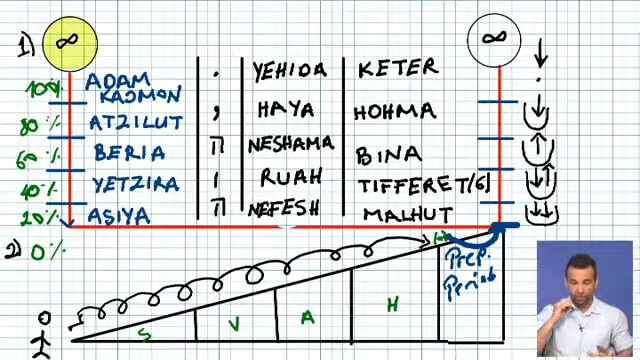 1) ∞ ∞
100% ADAM KADMON · YEHIDA KETER
80% ATZILUT , HAYA HOHMA
60% BERIA ה NESHAMA BINA
40% YETZIRA ו RUAH TIFFERET/(6)
20% ASIYA ה NEFESH MALHUT
2) 0%
Prep.
Period
S V A H